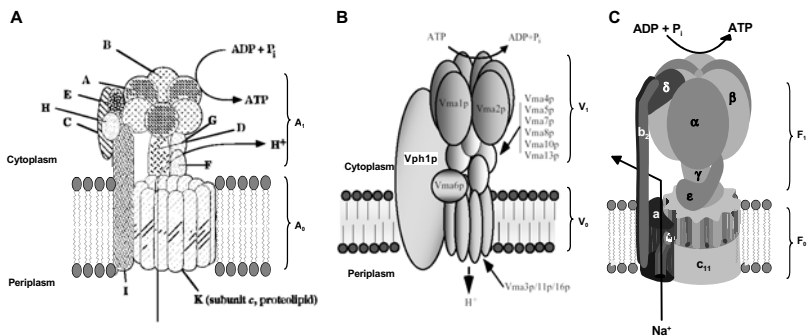 A
B
A
E
H
C
ADP + Pi
ATP
G
D
H+
F
A1
Cytoplasm
A0
Periplasm
I
K (subunit c, proteolipid)
B
ATP
ADP+Pi
Vma1p
Vma2p
Vma4p
Vma5p
Vma7p
Vma8p
Vma10p
Vma13p
V1
Vph1p
Cytoplasm
Vma6p
V0
Periplasm
Vma3p/11p/16p
H+
C
ADP + Pi
ATP
δ
β
b2
α
F1
γ
ε
a
F0
c11
Na+